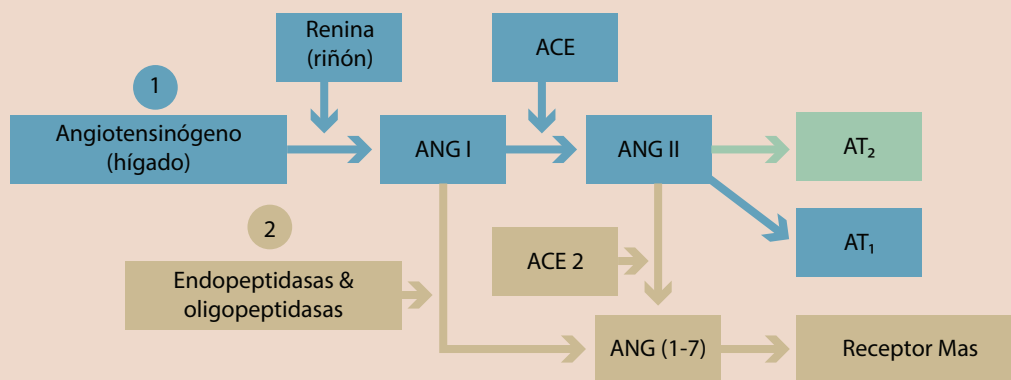 Renina
(riñón)
ACE
1
Angiotensinógeno
(hígado)
ANG I
ANG II
AT₂
2
AT₁
ACE 2
Endopeptidasas &
oligopeptidasas
ANG (1-7)
Receptor Mas